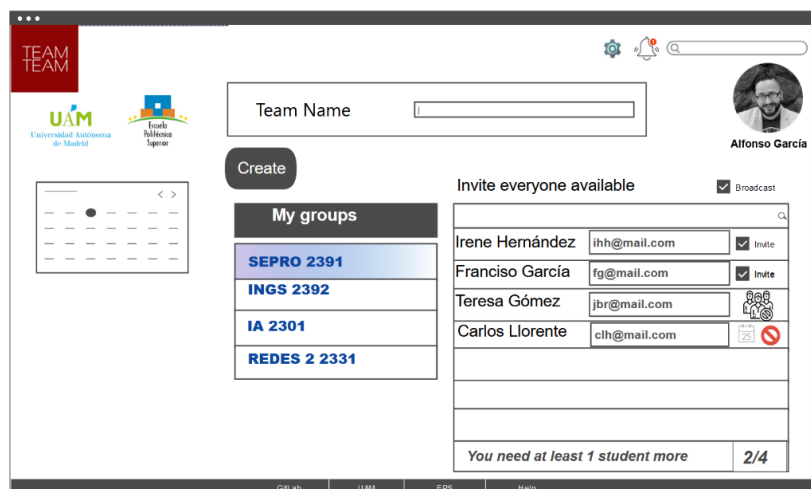 TEAM
TEAM
UAM
Universidad Autónoma
de Madrid
Escuela
Politécnica
Superior
Team Name
Alfonso García
Create
Invite everyone available
Broadcast
My groups
SEPRO 2391
INGS 2392
IA 2301
REDES 2 2331
Irene Hernández ihh@mail.com Invite
Franciso García fg@mail.com Invite
Teresa Gómez jbr@mail.com
Carlos Llorente clh@mail.com 25
You need at least 1 student more 2/4
GitLab UAM EPS Help